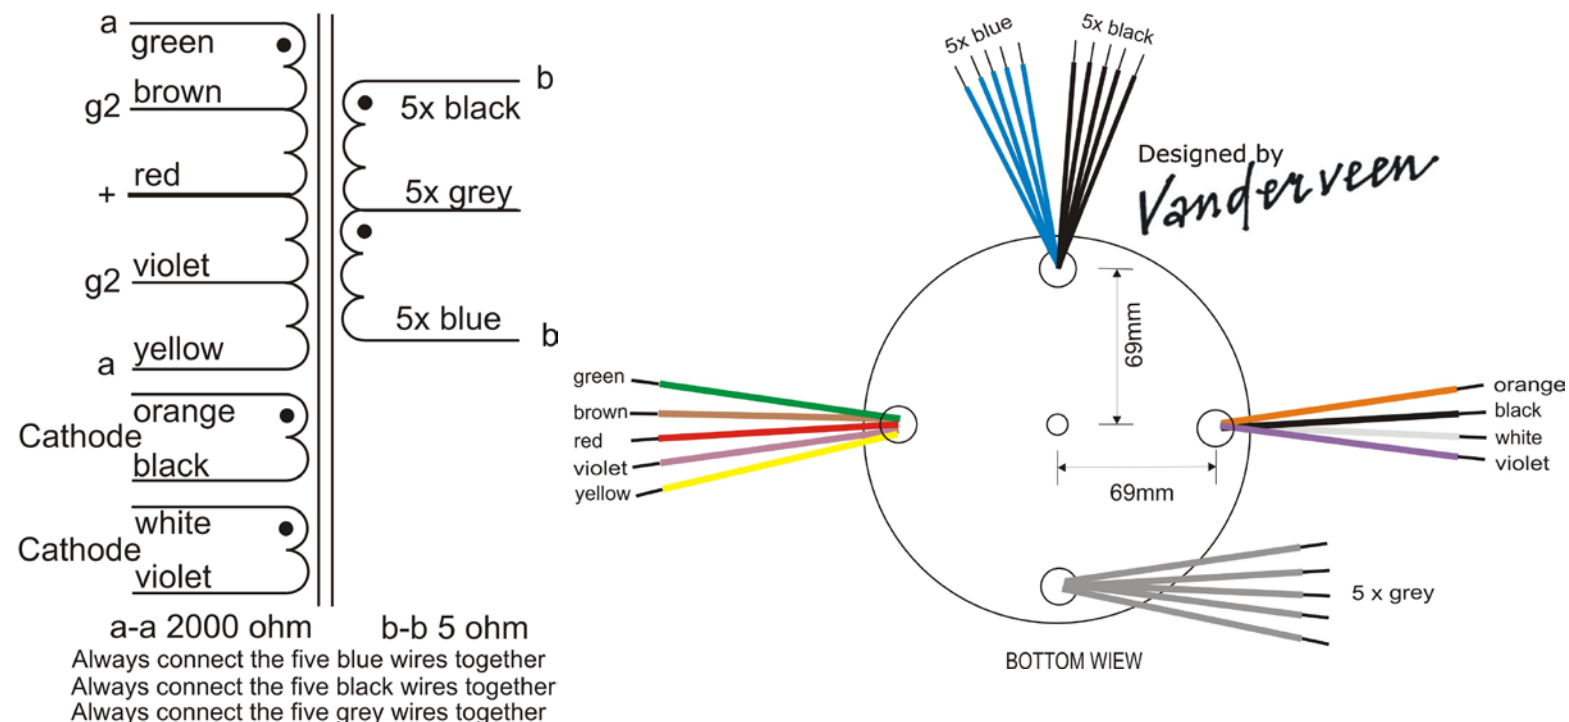 a
green
g2
brown
+
red
g2
violet
a
yellow
Cathode
orange
black
Cathode
white
violet
b
5x black
5x grey
5x blue
b
a-a 2000 ohm
b-b 5 ohm
Always connect the five blue wires together
Always connect the five black wires together
Always connect the five grey wires together
5x blue
5x black
Designed by
Vanderveen
69mm
69mm
green
brown
red
violet
yellow
orange
black
white
violet
5 x grey
BOTTOM WIEW